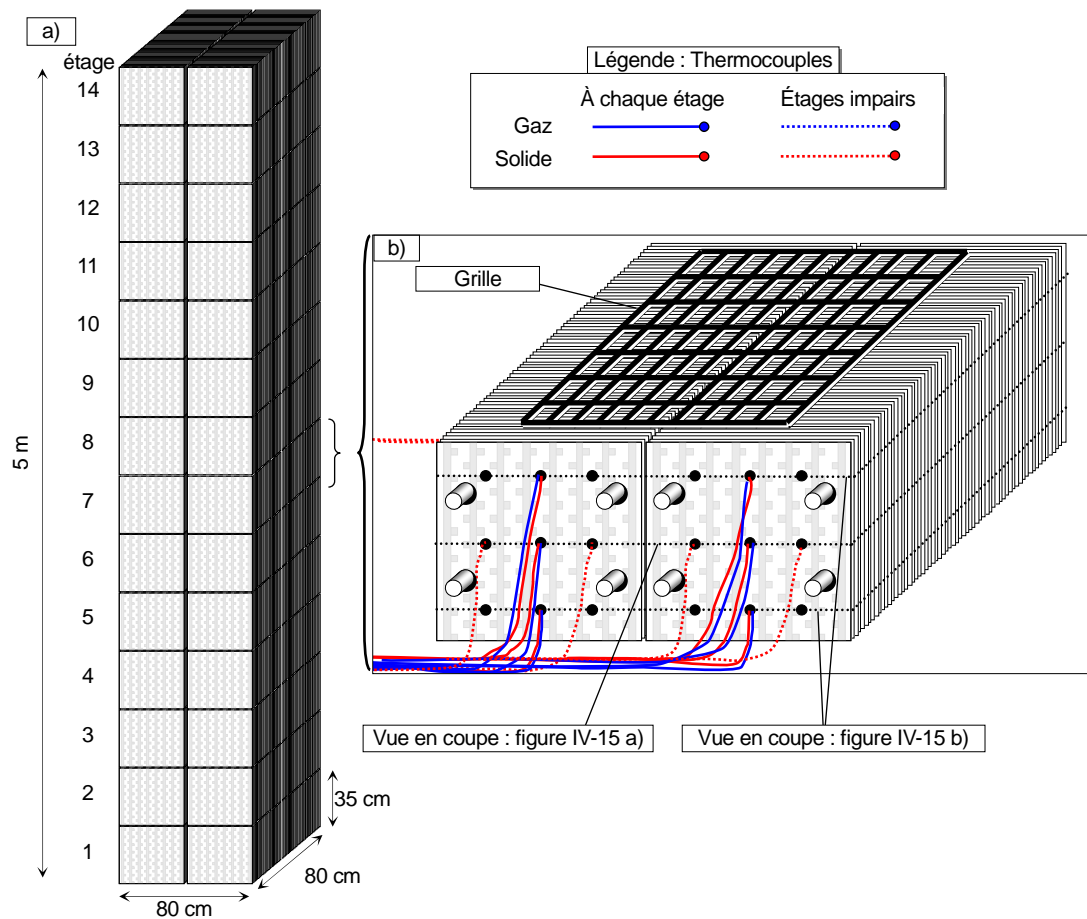 a)
étage
14
13
12
11
10
9
8
7
6
5
4
3
2
1
5 m
80 cm
80 cm
35 cm
Légende : Thermocouples
À chaque étage
Étages impairs
Gaz
Solide
b)
Grille
Vue en coupe : figure IV-15 a)
Vue en coupe : figure IV-15 b)